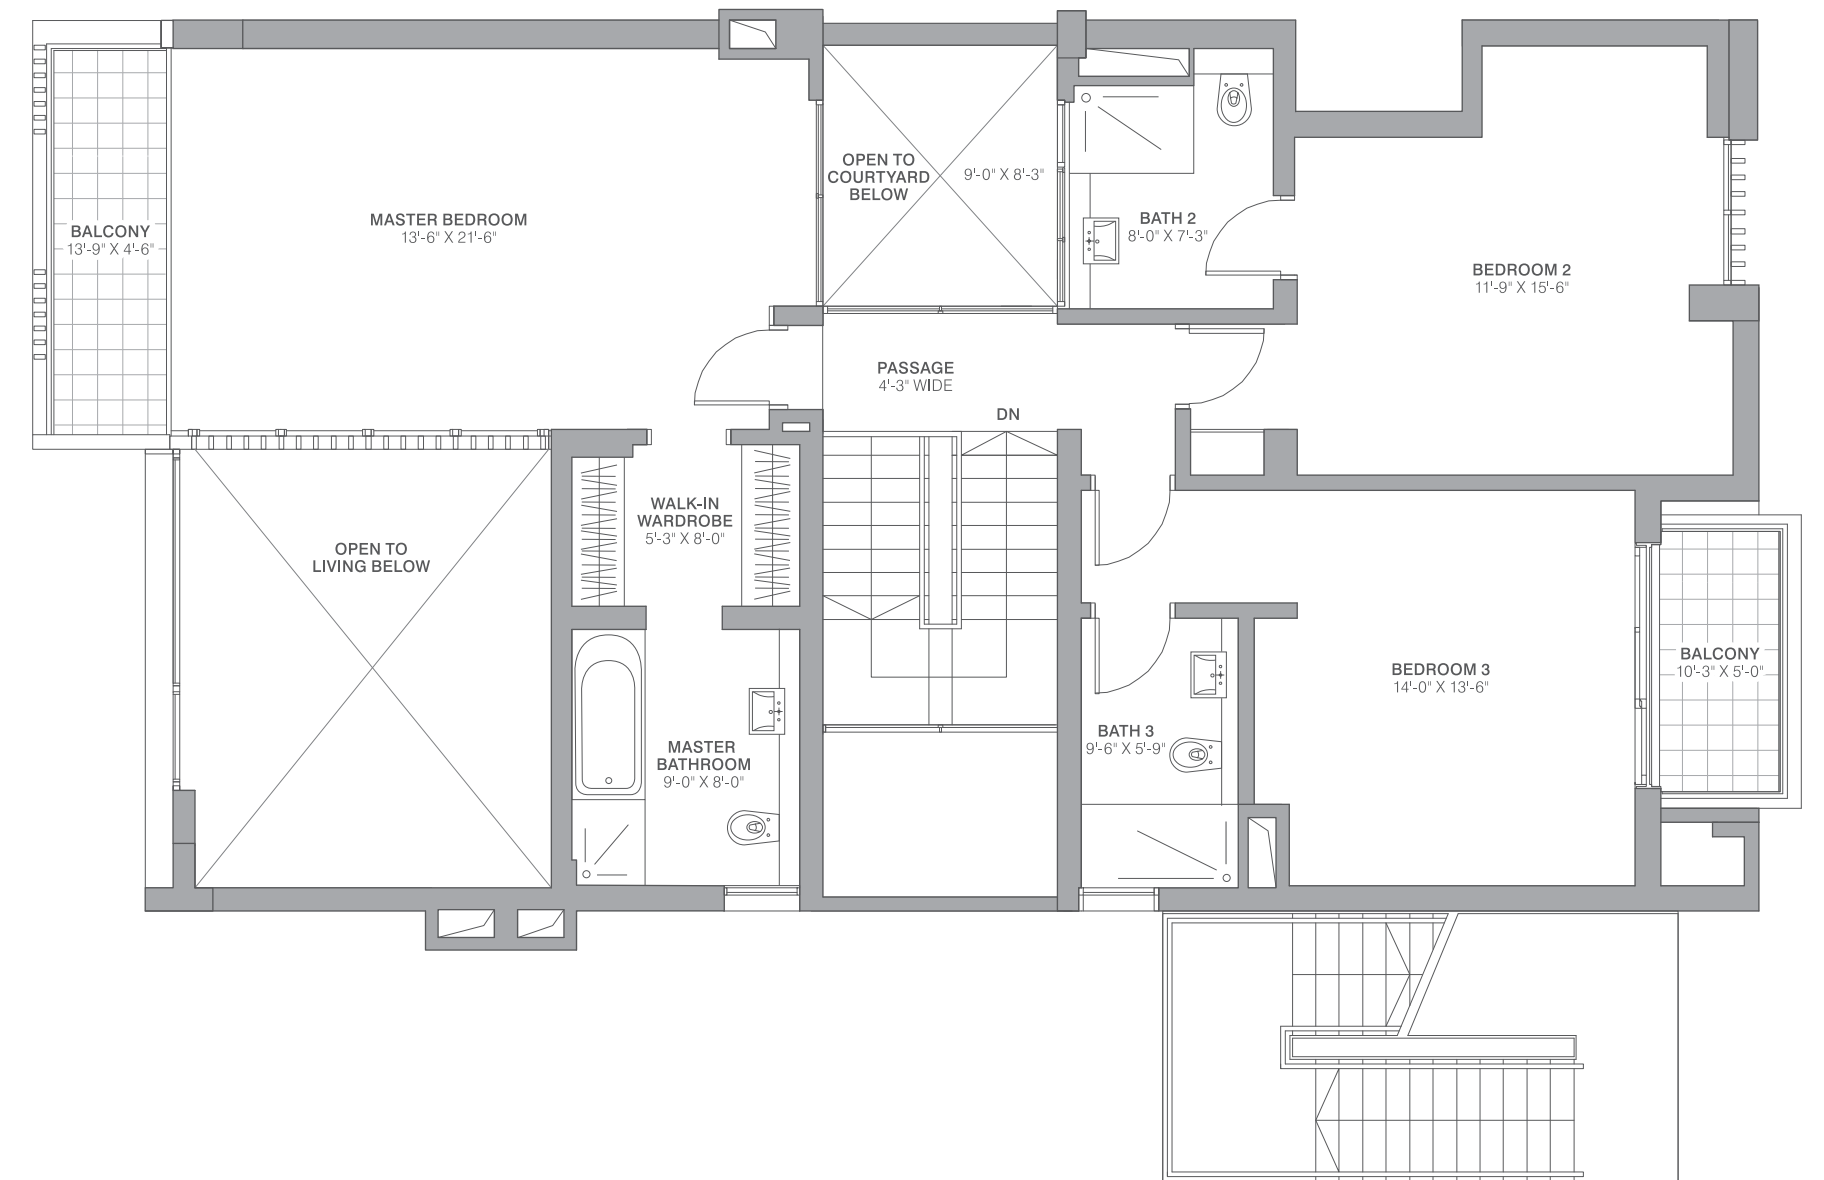 OPEN TO
COURTYARD
BELOW
9'-0" X 8'-3"
BALCONY
13'-9" X 4'-6"
MASTER BEDROOM
13'-6" X 21'-6"
BATH 2
8'-0" X 7'-3"
BEDROOM 2
11'-9" X 15'-6"
PASSAGE
4'-3" WIDE
DN
WALK-IN
WARDROBE
5'-3" X 8'-0"
OPEN TO
LIVING BELOW
BEDROOM 3
14'-0" X 13'-6"
BALCONY
10'-3" X 5'-0"
BATH 3
9'-6" X 5'-9"
MASTER
BATHROOM
9'-0" X 8'-0"